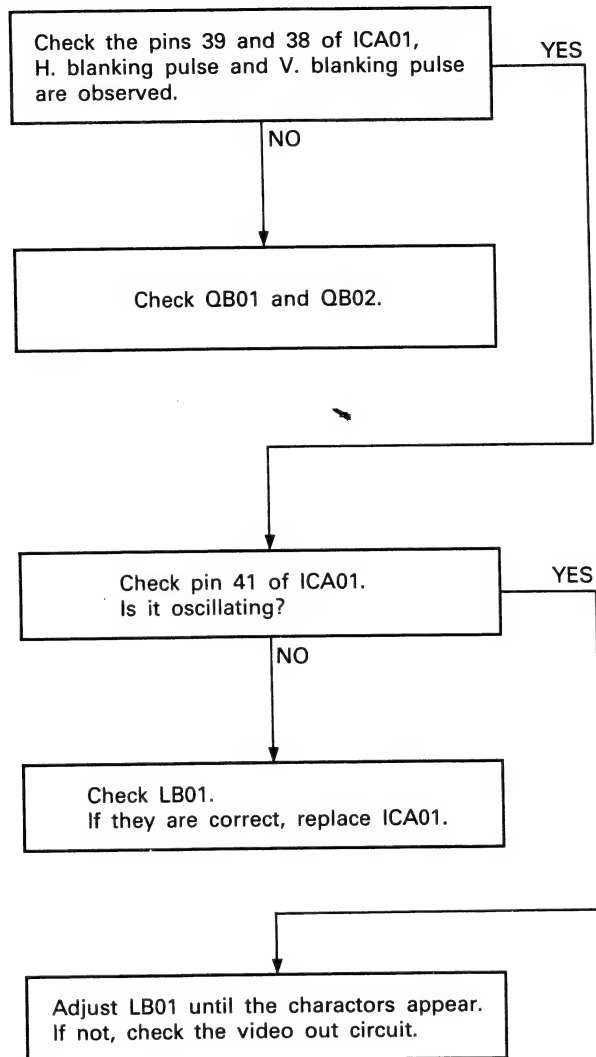 Check the pins 39 and 38 of ICA01,
H. blanking pulse and V. blanking pulse
are observed.
YES
NO
Check QB01 and QB02.
Check pin 41 of ICA01.
Is it oscillating?
YES
NO
Check LB01.
If they are correct, replace ICA01.
Adjust LB01 until the charactors appear.
If not, check the video out circuit.